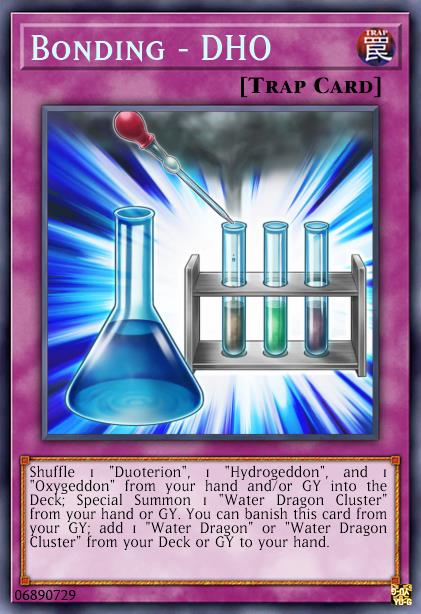 BONDING - DHO
TRAP
罠
[TRAP CARD]
Shuffle 1 "Duoterion", 1 "Hydrogeddon", and 1
"Oxygeddon" from your hand and/or GY into the
Deck; Special Summon 1 "Water Dragon Cluster"
from your hand or GY. You can banish this card from
your GY; add 1 "Water Dragon" or "Water Dragon
Cluster" from your Deck or GY to your hand.
06890729